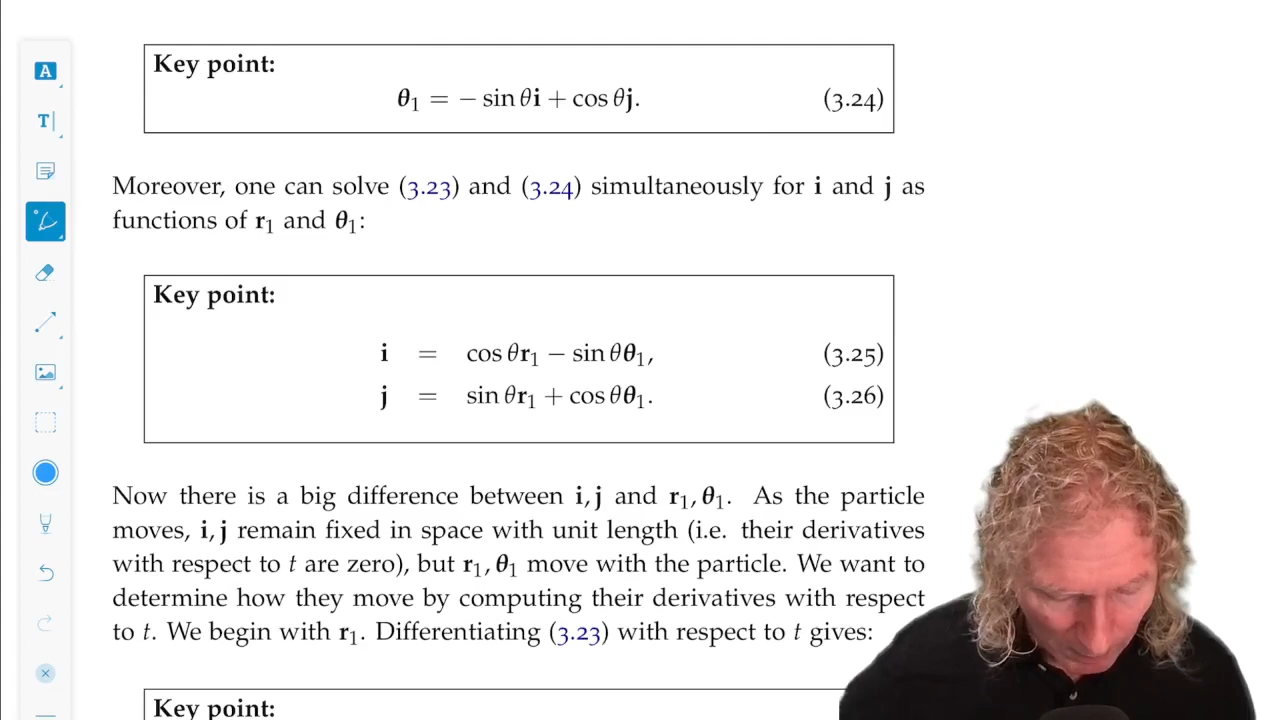 A
T
Key point:
θ₁ = − sin θi + cos θj. (3.24)
Moreover, one can solve (3.23) and (3.24) simultaneously for i and j as
functions of r₁ and θ₁:
Key point:
i = cos θr₁ − sin θθ₁, (3.25)
j = sin θr₁ + cos θθ₁. (3.26)
Now there is a big difference between i, j and r₁, θ₁. As the particle
moves, i, j remain fixed in space with unit length (i.e. their derivatives
with respect to t are zero), but r₁, θ₁ move with the particle. We want to
determine how they move by computing their derivatives with respect
to t. We begin with r₁. Differentiating (3.23) with respect to t gives:
Key point: